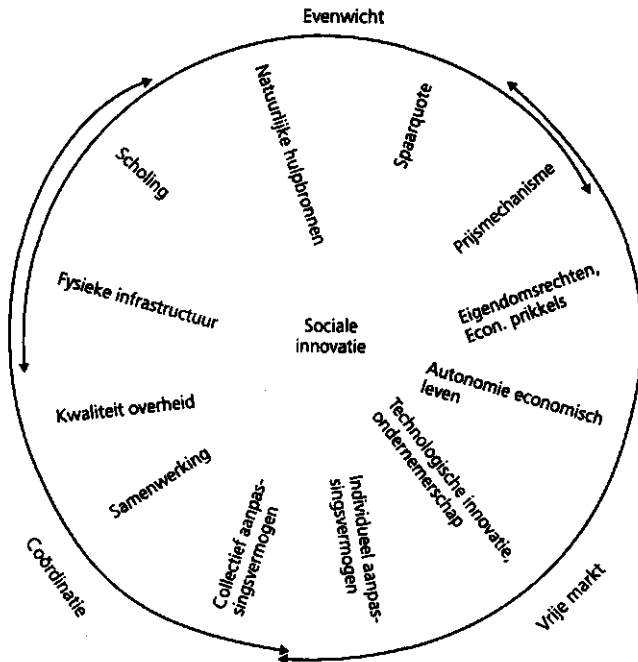 Evenwicht
Natuurlijke hulpbronnen
Spaarquote
Scholing
Prijsmechanisme
Fysieke infrastructuur
Eigendomsrechten,
Econ. prikkels
Sociale
innovatie
Autonomie economisch
leven
Kwaliteit overheid
Technologische innovatie,
ondernemerschap
Samenwerking
Collectief aanpas-
singsvermogen
Individueel aanpas-
singsvermogen
Coördinatie
Vrije markt